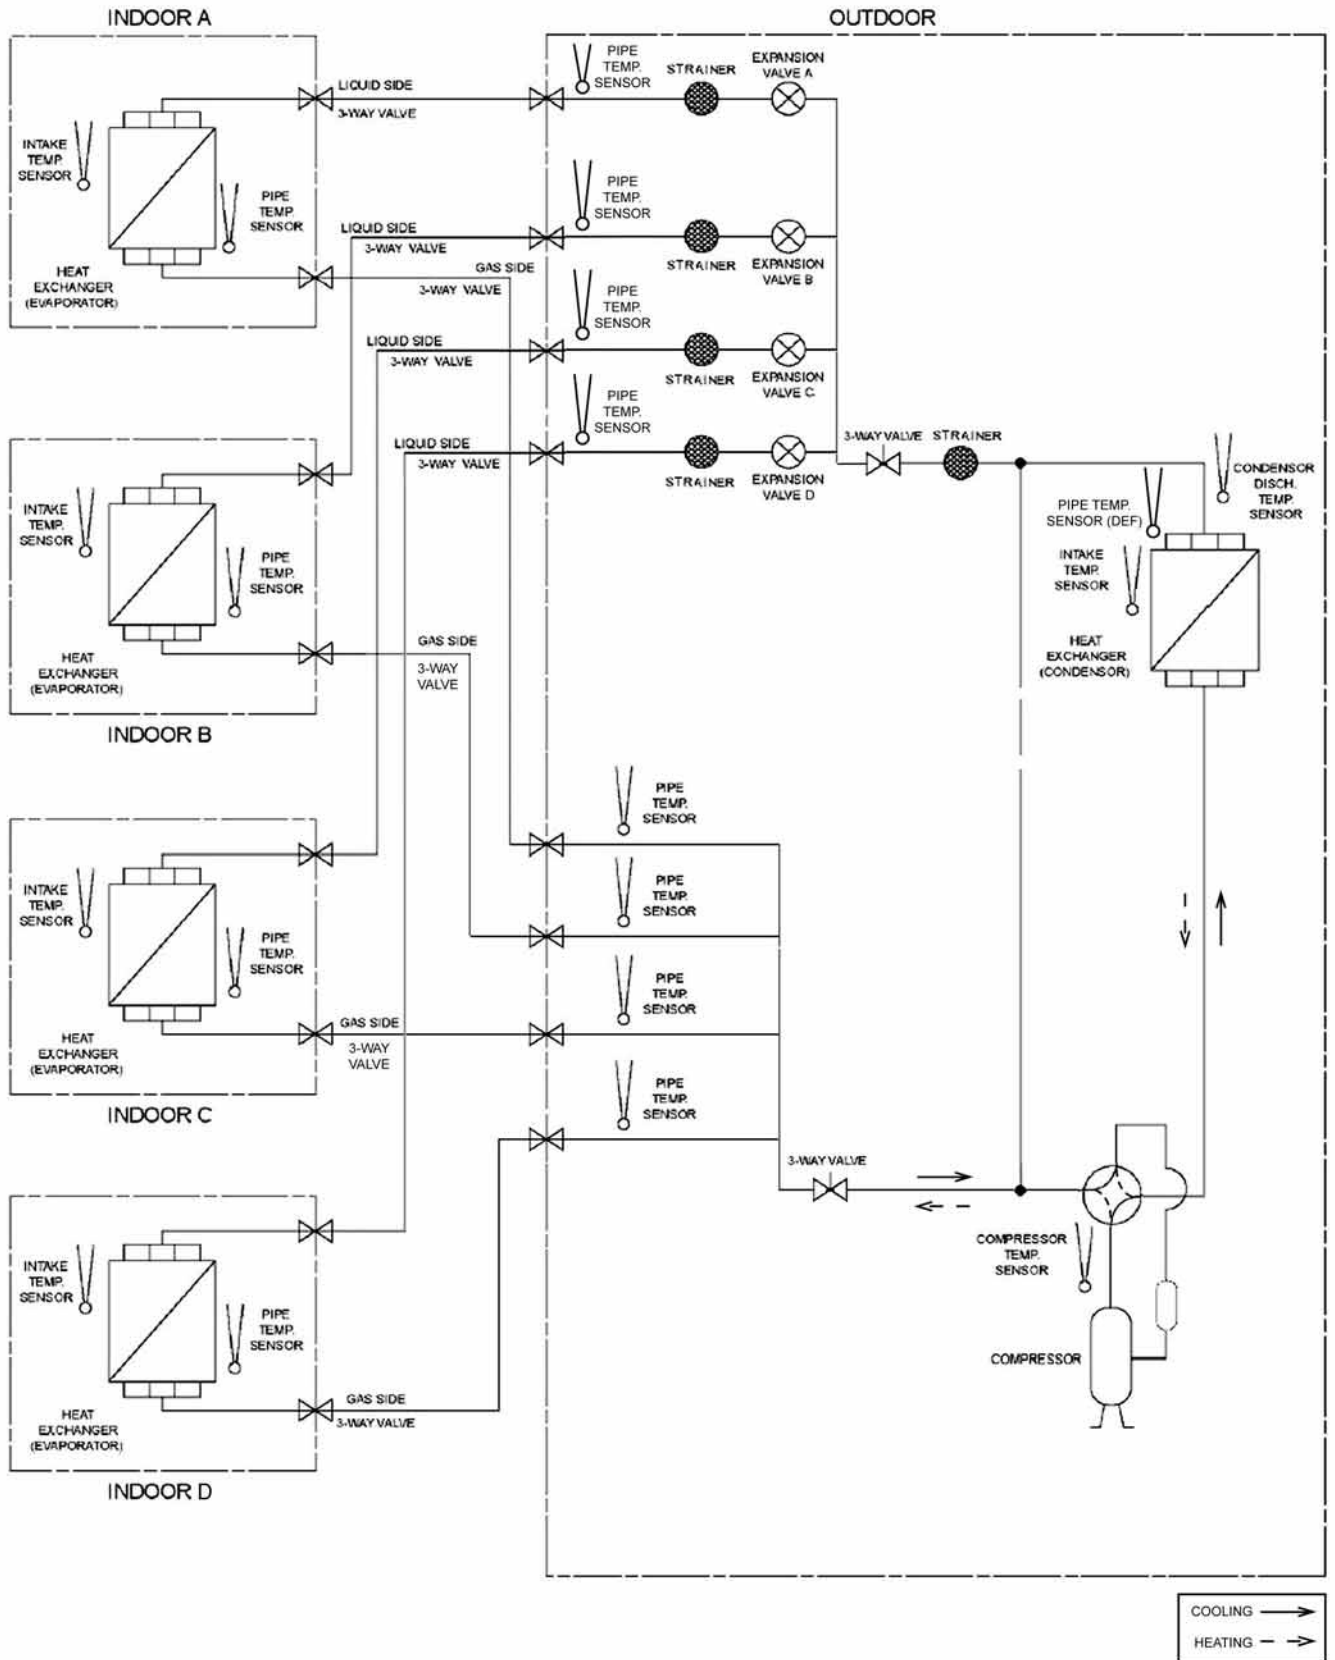 INDOOR A
OUTDOOR
LIQUID SIDE
3-WAY VALVE
PIPE
TEMP.
SENSOR
STRAINER
EXPANSION
VALVE A
INTAKE
TEMP.
SENSOR
PIPE
TEMP.
SENSOR
HEAT
EXCHANGER
(EVAPORATOR)
LIQUID SIDE
3-WAY VALVE
PIPE
TEMP.
SENSOR
STRAINER
EXPANSION
VALVE B
GAS SIDE
3-WAY VALVE
LIQUID SIDE
3-WAY VALVE
PIPE
TEMP.
SENSOR
STRAINER
EXPANSION
VALVE C
LIQUID SIDE
3-WAY VALVE
PIPE
TEMP.
SENSOR
STRAINER
EXPANSION
VALVE D
3-WAY VALVE
STRAINER
CONDENSOR
DISCH.
TEMP.
SENSOR
PIPE TEMP.
SENSOR (DEF)
INTAKE
TEMP.
SENSOR
HEAT
EXCHANGER
(CONDENSOR)
INTAKE
TEMP.
SENSOR
PIPE
TEMP.
SENSOR
HEAT
EXCHANGER
(EVAPORATOR)
GAS SIDE
3-WAY
VALVE
INDOOR B
PIPE
TEMP.
SENSOR
PIPE
TEMP.
SENSOR
PIPE
TEMP.
SENSOR
PIPE
TEMP.
SENSOR
INTAKE
TEMP.
SENSOR
PIPE
TEMP.
SENSOR
HEAT
EXCHANGER
(EVAPORATOR)
GAS SIDE
3-WAY
VALVE
INDOOR C
3-WAY VALVE
COMPRESSOR
TEMP.
SENSOR
COMPRESSOR
INTAKE
TEMP.
SENSOR
PIPE
TEMP.
SENSOR
HEAT
EXCHANGER
(EVAPORATOR)
GAS SIDE
3-WAY VALVE
INDOOR D
COOLING
HEATING